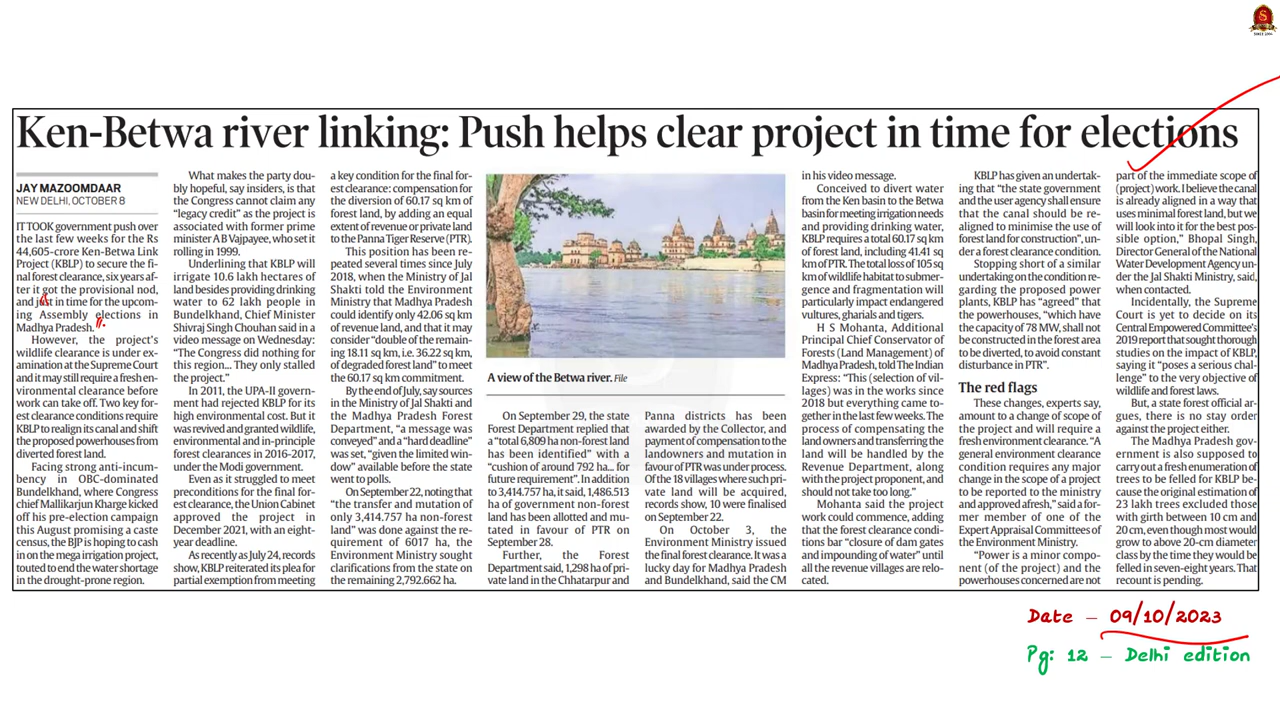 Ken-Betwa river linking: Push helps clear project in time for elections
JAY MAZOOMDAAR
NEW DELHI, OCTOBER 8
IT TOOK government push over
the last few weeks for the Rs
44,605-crore Ken-Betwa Link
Project (KBLP) to secure the fi-
nal forest clearance, six years af-
ter it got the provisional nod,
and just in time for the upcom-
ing Assembly elections in
Madhya Pradesh.
However, the project's
wildlife clearance is under ex-
amination at the Supreme Court
and it may still require a fresh en-
vironmental clearance before
work can take off. Two key for-
est clearance conditions require
KBLP to realign its canal and shift
the proposed powerhouses from
diverted forest land.
Facing strong anti-incum-
bency in OBC-dominated
Bundelkhand, where Congress
chief Mallikarjun Kharge kicked
off his pre-election campaign
this August promising a caste
census, the BJP is hoping to cash
in on the mega irrigation project,
touted to end the water shortage
in the drought-prone region.
What makes the party dou-
bly hopeful, say insiders, is that
the Congress cannot claim any
"legacy credit" as the project is
associated with former prime
minister A B Vajpayee, who set it
rolling in 1999.
Underlining that KBLP will
irrigate 10.6 lakh hectares of
land besides providing drinking
water to 62 lakh people in
Bundelkhand, Chief Minister
Shivraj Singh Chouhan said in a
video message on Wednesday:
"The Congress did nothing for
this region... They only stalled
the project."
In 2011, the UPA-II govern-
ment had rejected KBLP for its
high environmental cost. But it
was revived and granted wildlife,
environmental and in-principle
forest clearances in 2016-2017,
under the Modi government.
Even as it struggled to meet
preconditions for the final for-
est clearance, the Union Cabinet
approved the project in
December 2021, with an eight-
year deadline.
As recently as July 24, records
show, KBLP reiterated its plea for
partial exemption from meeting
a key condition for the final for-
est clearance: compensation for
the diversion of 60.17 sq km of
forest land, by adding an equal
extent of revenue or private land
to the Panna Tiger Reserve (PTR).
This position has been re-
peated several times since July
2018, when the Ministry of Jal
Shakti told the Environment
Ministry that Madhya Pradesh
could identify only 42.06 sq km
of revenue land, and that it may
consider "double of the remain-
ing 18.11 sq km, i.e. 36.22 sq km,
of degraded forest land" to meet
the 60.17 sq km commitment.
By the end of July, say sources
in the Ministry of Jal Shakti and
the Madhya Pradesh Forest
Department, "a message was
conveyed" and a "hard deadline"
was set, "given the limited win-
dow" available before the state
went to polls.
On September 22, noting that
"the transfer and mutation of
only 3,414.757 ha non-forest
land" was done against the re-
quirement of 6017 ha, the
Environment Ministry sought
clarifications from the state on
the remaining 2,792.662 ha.
A view of the Betwa river. File
On September 29, the state
Forest Department replied that
a "total 6,809 ha non-forest land
has been identified" with a
"cushion of around 792 ha... for
future requirement". In addition
to 3,414.757 ha, it said, 1,486.513
ha of government non-forest
land has been allotted and mu-
tated in favour of PTR on
September 28.
Further, the Forest
Department said, 1,298 ha of pri-
vate land in the Chhatarpur and
Panna districts has been
awarded by the Collector, and
payment of compensation to the
landowners and mutation in
favour of PTR was under process.
Of the 18 villages where such pri-
vate land will be acquired,
records show, 10 were finalised
on September 22.
On October 3, the
Environment Ministry issued
the final forest clearance. It was a
lucky day for Madhya Pradesh
and Bundelkhand, said the CM
in his video message.
Conceived to divert water
from the Ken basin to the Betwa
basin for meeting irrigation needs
and providing drinking water,
KBLP requires a total 60.17 sq km
of forest land, including 41.41 sq
km of PTR. The total loss of 105 sq
km of wildlife habitat to submer-
gence and fragmentation will
particularly impact endangered
vultures, gharials and tigers.
H S Mohanta, Additional
Principal Chief Conservator of
Forests (Land Management) of
Madhya Pradesh, told The Indian
Express: "This (selection of vil-
lages) was in the works since
2018 but everything came to-
gether in the last few weeks. The
process of compensating the
land owners and transferring the
land will be handled by the
Revenue Department, along
with the project proponent, and
should not take too long."
Mohanta said the project
work could commence, adding
that the forest clearance condi-
tions bar "closure of dam gates
and impounding of water" until
all the revenue villages are relo-
cated.
KBLP has given an undertak-
ing that "the state government
and the user agency shall ensure
that the canal should be re-
aligned to minimise the use of
forest land for construction", un-
der a forest clearance condition.
Stopping short of a similar
undertaking on the condition re-
garding the proposed power
plants, KBLP has "agreed" that
the powerhouses, "which have
the capacity of 78 MW, shall not
be constructed in the forest area
to be diverted, to avoid constant
disturbance in PTR".
The red flags
These changes, experts say,
amount to a change of scope of
the project and will require a
fresh environment clearance. "A
general environment clearance
condition requires any major
change in the scope of a project
to be reported to the ministry
and approved afresh," said a for-
mer member of one of the
Expert Appraisal Committees of
the Environment Ministry.
"Power is a minor compo-
nent (of the project) and the
powerhouses concerned are not
part of the immediate scope of
(project) work. I believe the canal
is already aligned in a way that
uses minimal forest land, but we
will look into it for the best pos-
sible option," Bhopal Singh,
Director General of the National
Water Development Agency un-
der the Jal Shakti Ministry, said,
when contacted.
Incidentally, the Supreme
Court is yet to decide on its
Central Empowered Committee's
2019 report that sought thorough
studies on the impact of KBLP,
saying it "poses a serious chal-
lenge" to the very objective of
wildlife and forest laws.
But, a state forest official ar-
gues, there is no stay order
against the project either.
The Madhya Pradesh gov-
ernment is also supposed to
carry out a fresh enumeration of
trees to be felled for KBLP be-
cause the original estimation of
23 lakh trees excluded those
with girth between 10 cm and
20 cm, even though most would
grow to above 20-cm diameter
class by the time they would be
felled in seven-eight years. That
recount is pending.
Date - 09/10/2023
Pg: 12 - Delhi edition